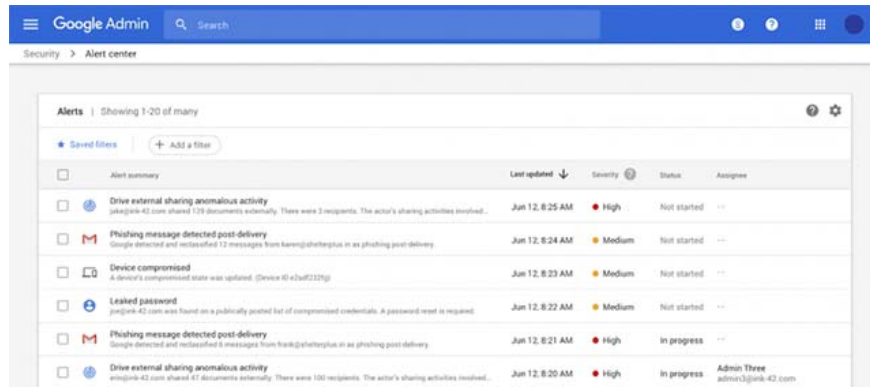 Google Admin
Search
Security > Alert center
Alerts | Showing 1-20 of many
Saved filters
+ Add a filter
Alert summary Last updated Severity Status Assignee
Drive external sharing anomalous activity
jake@ink-42.com shared 129 documents externally. There were 3 recipients. The actor's sharing activities involved...
Jun 12, 8:25 AM High Not started --
Phishing message detected post-delivery
Google detected and reclassified 12 messages from karen@shelterplus in as phishing post-delivery.
Jun 12, 8:24 AM Medium Not started --
Device compromised
A device's compromised state was updated. (Device ID
Jun 12, 8:23 AM Medium Not started --
Leaked password
joe@ink-42.com was found on a publically posted list of compromised credentials. A password reset is required.
Jun 12, 8:22 AM Medium Not started
Phishing message detected post-delivery
Google detected and reclassified 6 messages from frank@shelterplus in as phishing post-delivery.
Jun 12, 8:21 AM High In progress --
Drive external sharing anomalous activity
erin@ink-42.com shared 47 documents externally. There were 100 recipients. The actor's sharing activities involved...
Jun 12, 8:20 AM High In progress Admin Three
admin3@ink-42.com